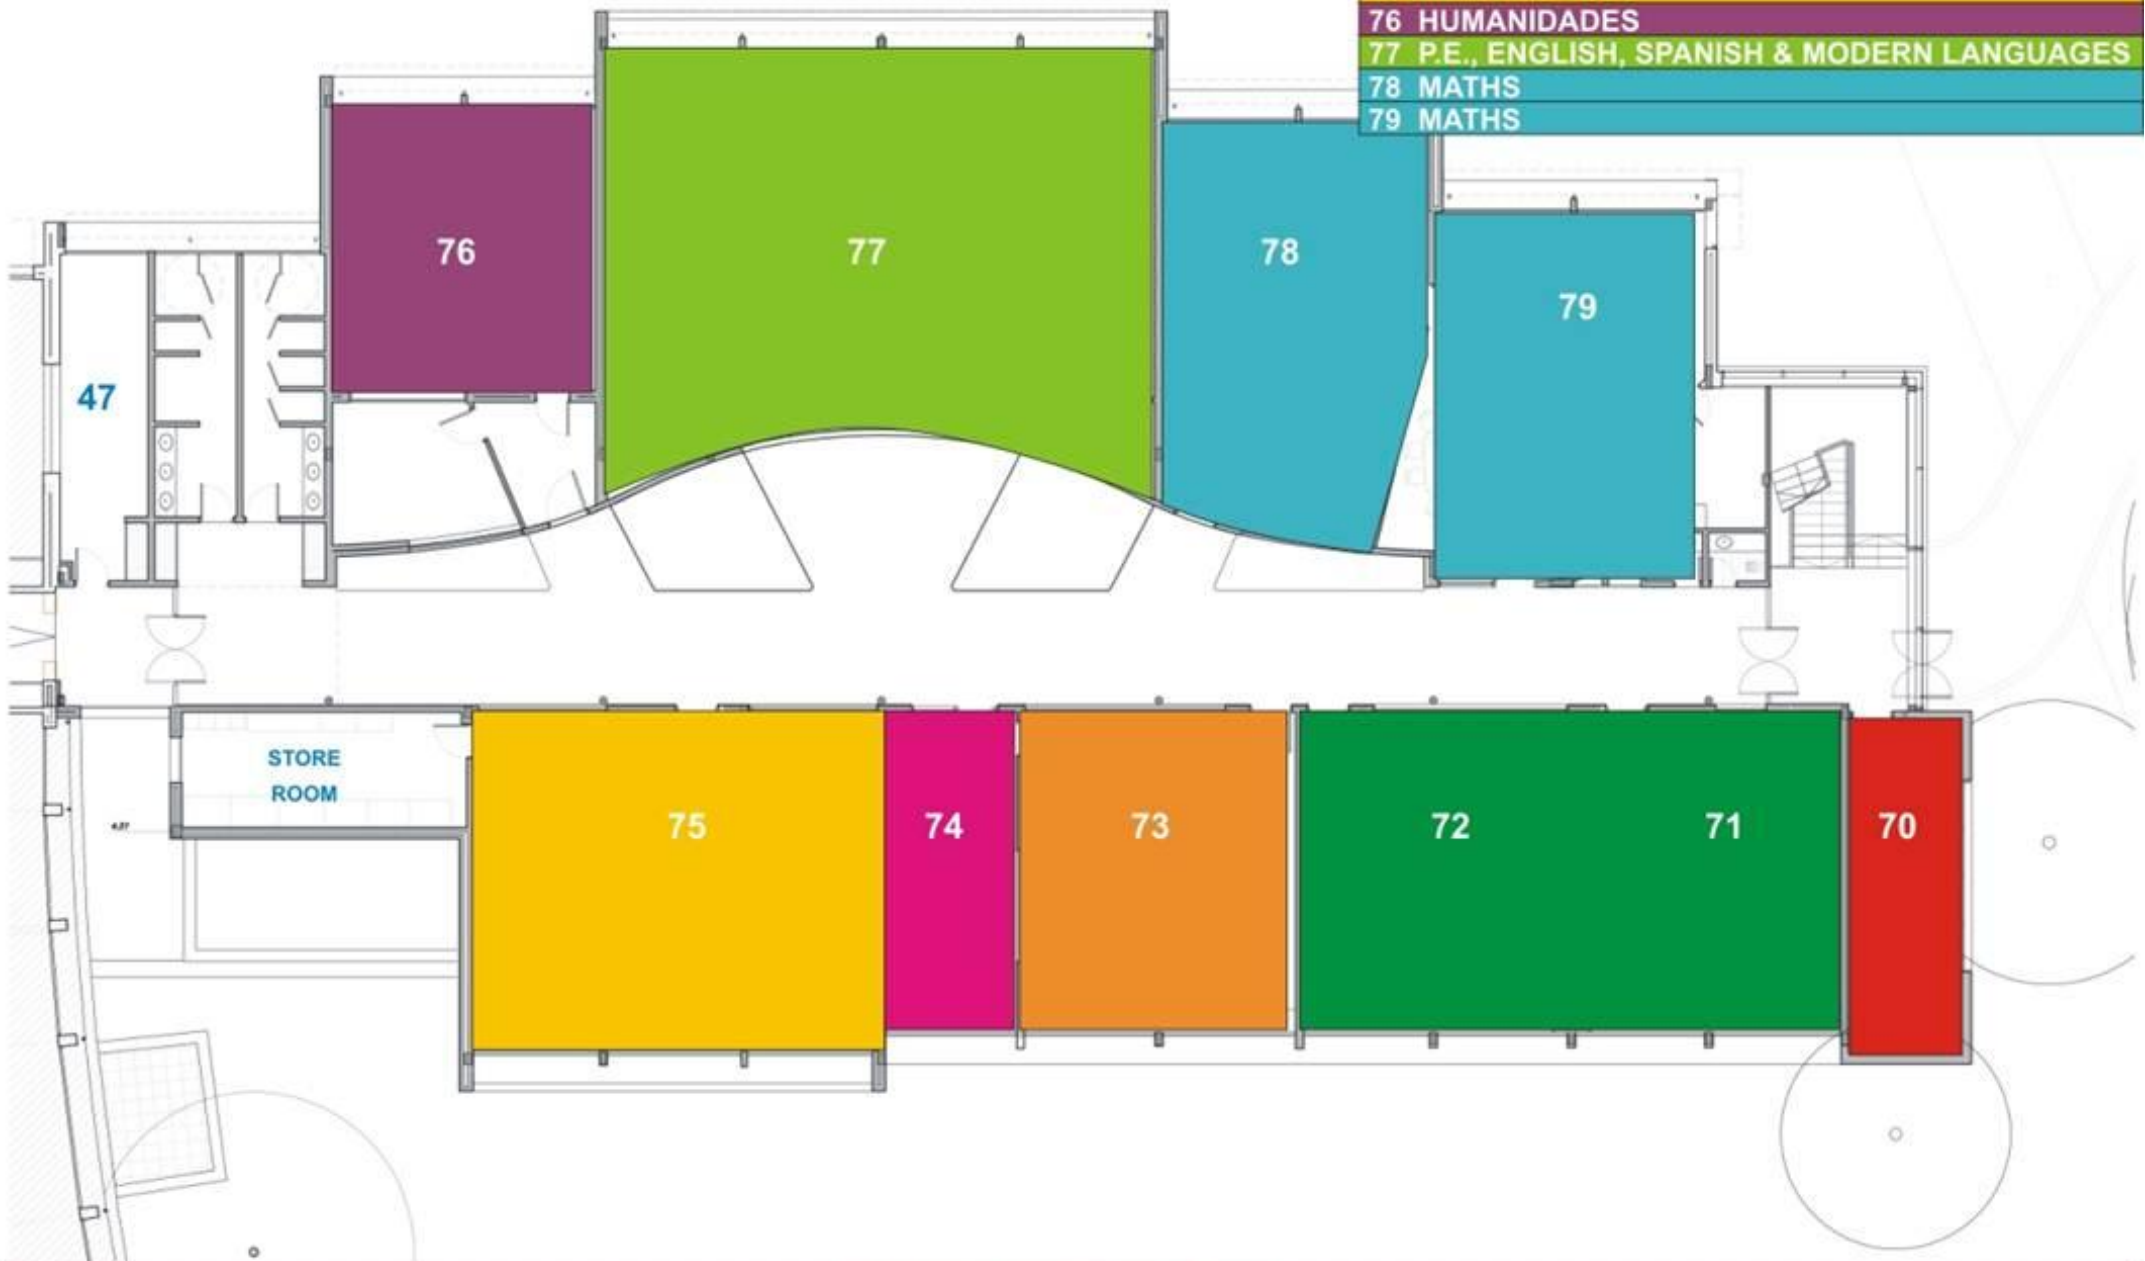 76 HUMANIDADES
77 P.E., ENGLISH, SPANISH & MODERN LANGUAGES
78 MATHS
79 MATHS
76
77
78
79
47
STORE
ROOM
75
74
73
72
71
70